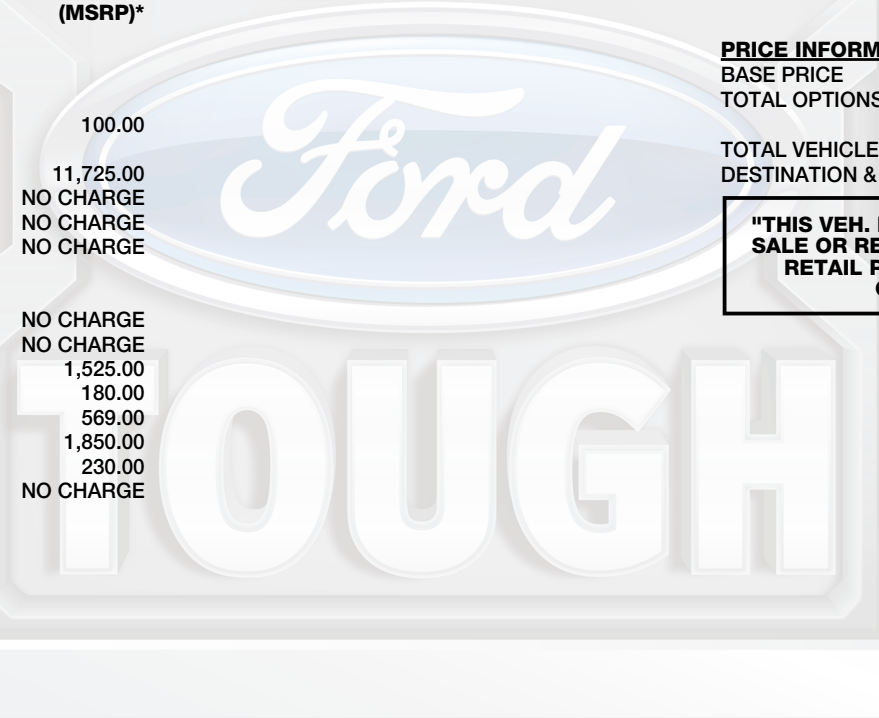 (MSRP)*
100.00
11,725.00
NO CHARGE
NO CHARGE
NO CHARGE
NO CHARGE
NO CHARGE
1,525.00
180.00
569.00
1,850.00
230.00
NO CHARGE
PRICE
BASE PRICE
TOTAL OPTIONS
TOTAL VEHICLE
DESTINATION &
"THIS VEH.
SALE OR
RETAIL
Ford
TOUGH